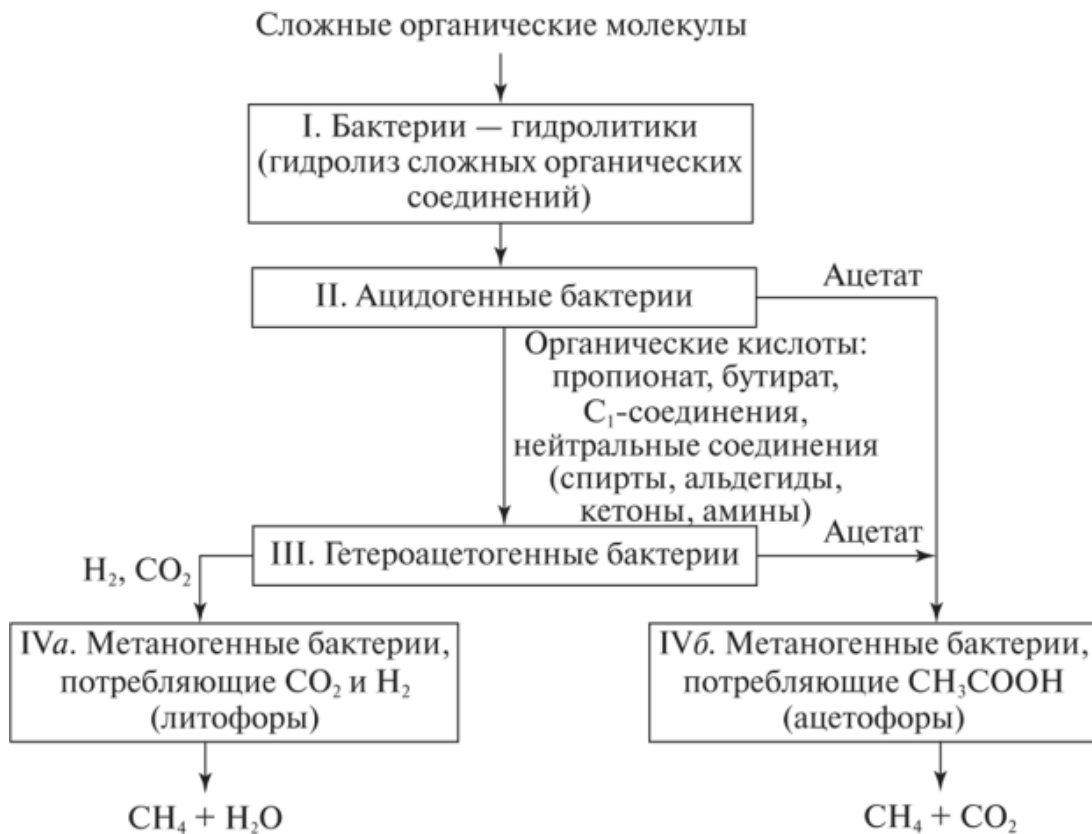 Сложные органические молекулы
I. Бактерии — гидролитики
(гидролиз сложных органических
соединений)
II. Ацидогенные бактерии
Ацетат
Органические кислоты:
пропионат, бутират,
C₁-соединения,
нейтральные соединения
(спирты, альдегиды,
кетоны, амины)
III. Гетероацетогенные бактерии
Ацетат
H₂, CO₂
IVа. Метаногенные бактерии,
потребляющие CO₂ и H₂
(литофоры)
IVб. Метаногенные бактерии,
потребляющие CH₃COOH
(ацетофоры)
CH₄ + H₂O
CH₄ + CO₂